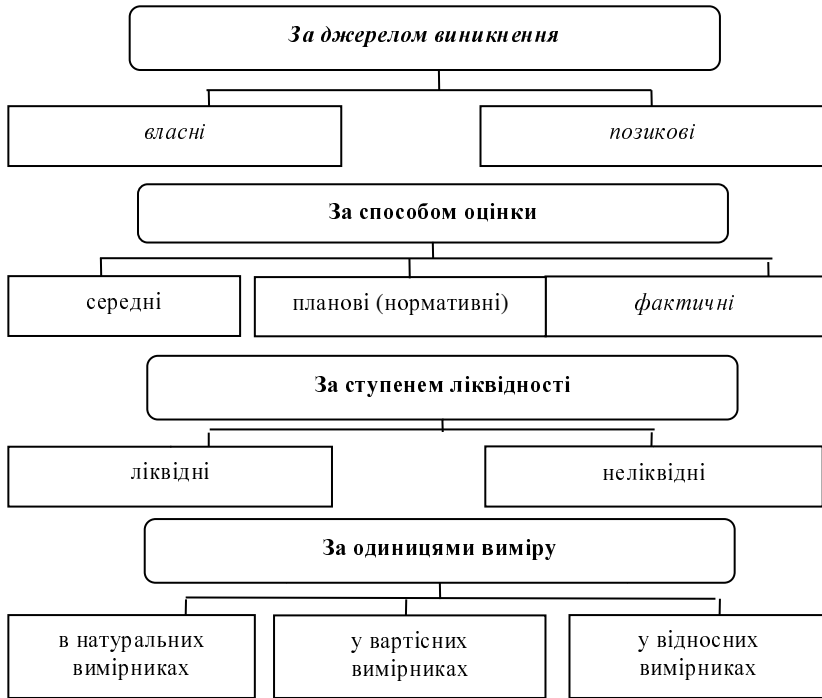 За джерелом виникнення
власні
позикові
За способом оцінки
середні
планові (нормативні)
фактичні
За ступенем ліквідності
ліквідні
неліквідні
За одиницями виміру
в натуральних
вимірниках
у вартісних
вимірниках
у відносних
вимірниках